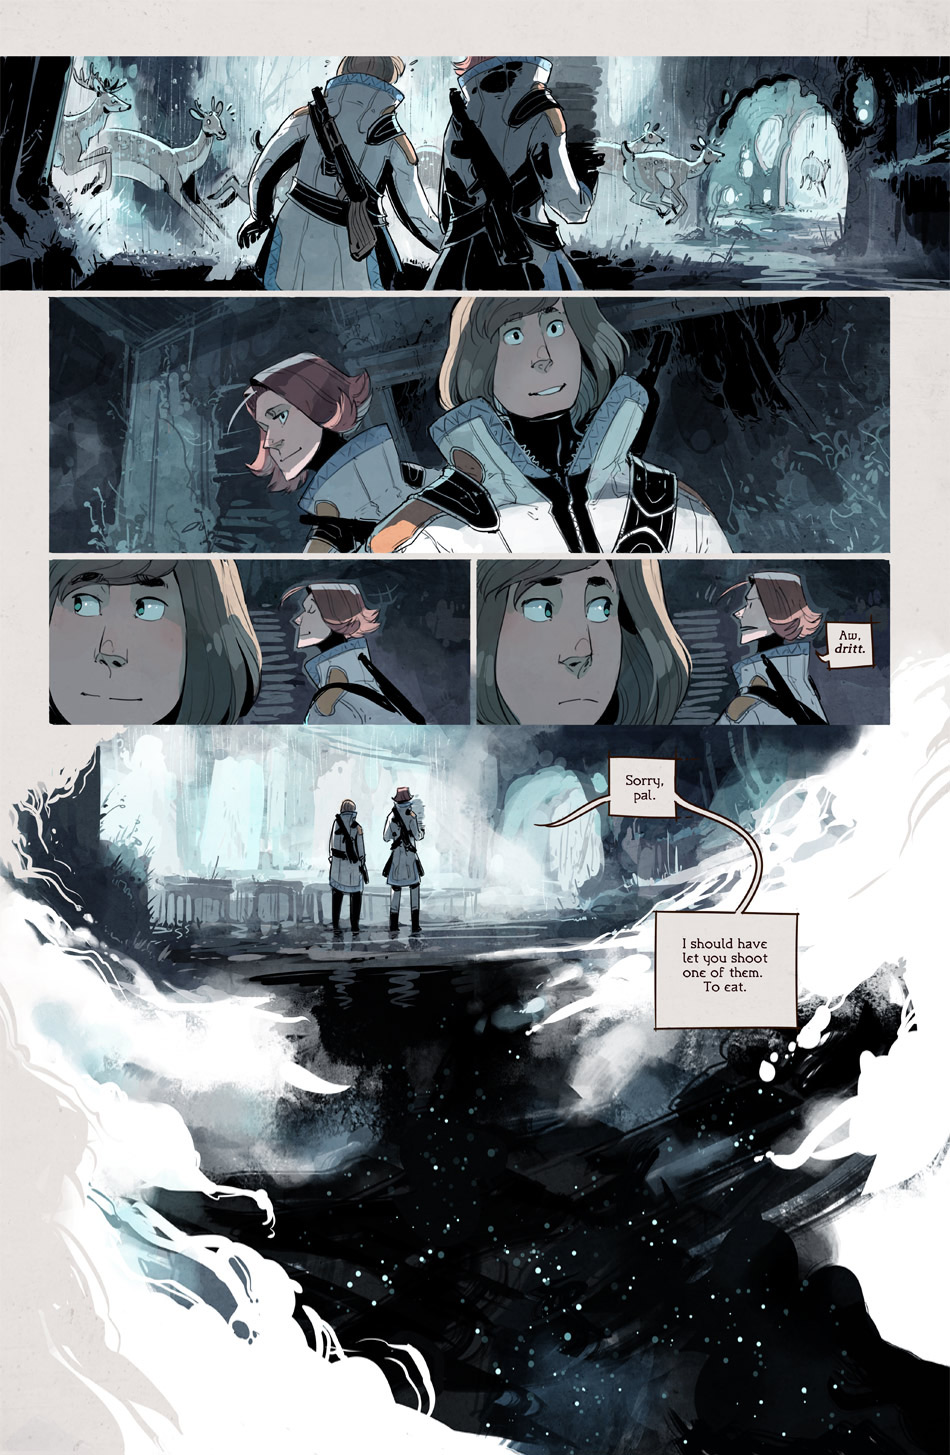 Aw,
dritt.
Sorry,
pal.
I should have
let you shoot
one of them.
To eat.